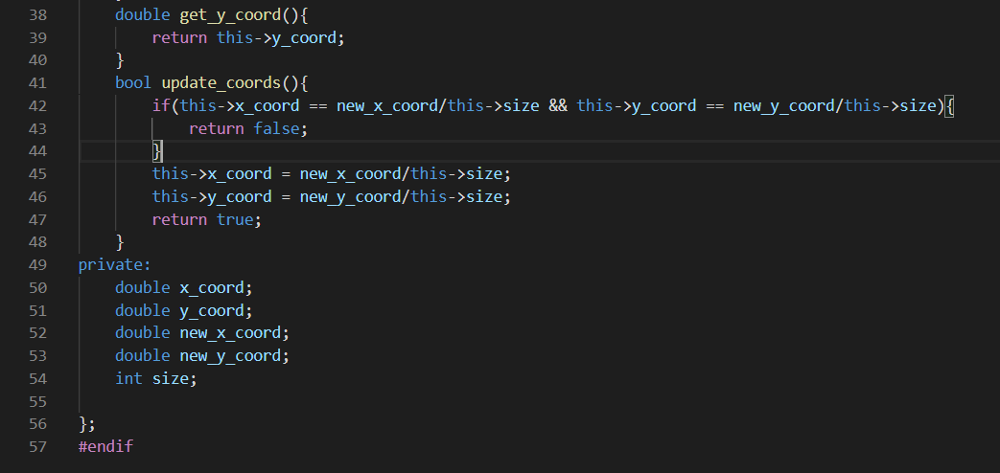 38 double get_y_coord(){
39 return this->y_coord;
40 }
41 bool update_coords(){
42 if(this->x_coord == new_x_coord/this->size && this->y_coord == new_y_coord/this->size){
43 return false;
44 }
45 this->x_coord = new_x_coord/this->size;
46 this->y_coord = new_y_coord/this->size;
47 return true;
48 }
49 private:
50 double x_coord;
51 double y_coord;
52 double new_x_coord;
53 double new_y_coord;
54 int size;
55
56 };
57 #endif